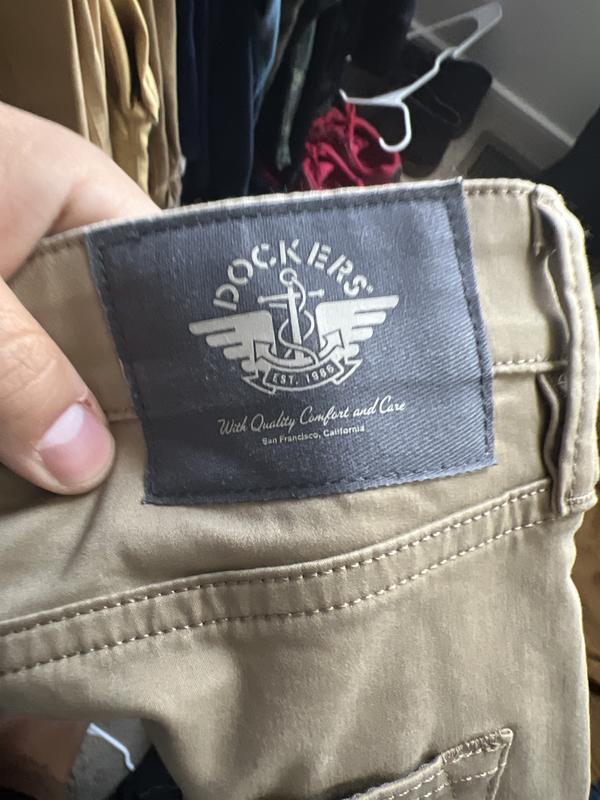 DOCKERS®
EST. 1986
With Quality Comfort and Care
San Francisco, California